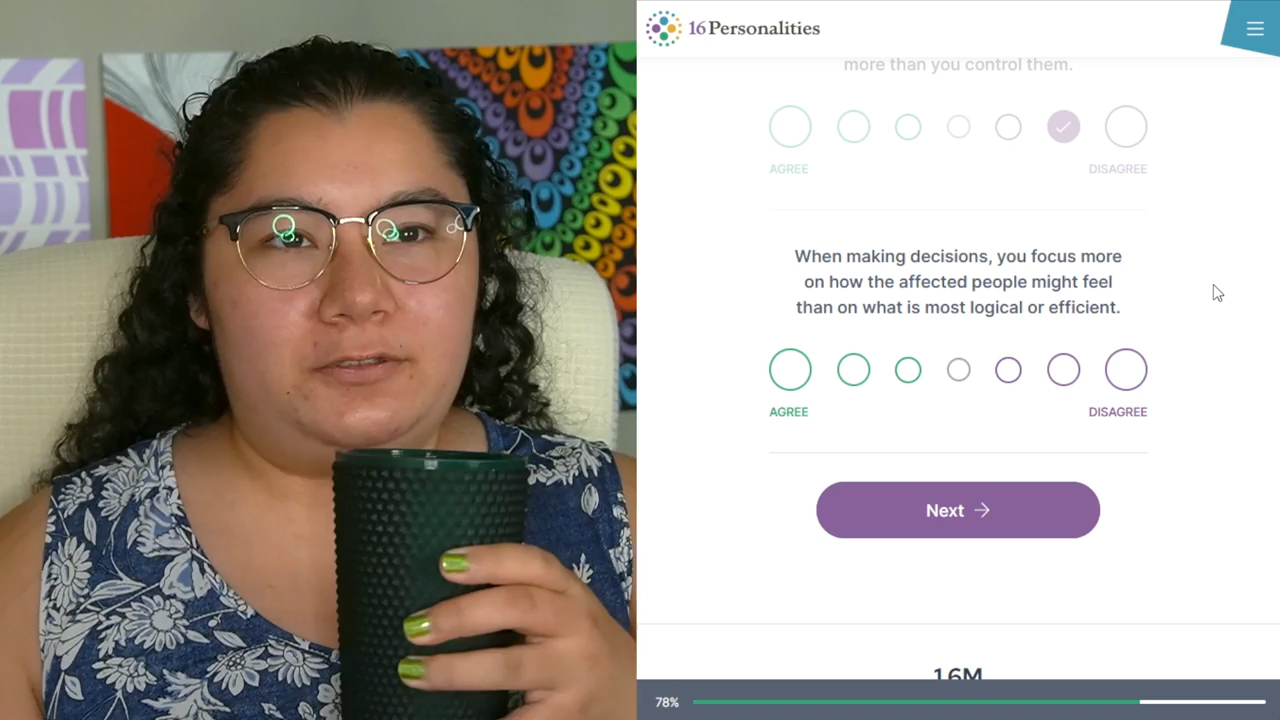 16Personalities
more than you control them.
AGREE
DISAGREE
When making decisions, you focus more
on how the affected people might feel
than on what is most logical or efficient.
AGREE
DISAGREE
Next
16M
78%